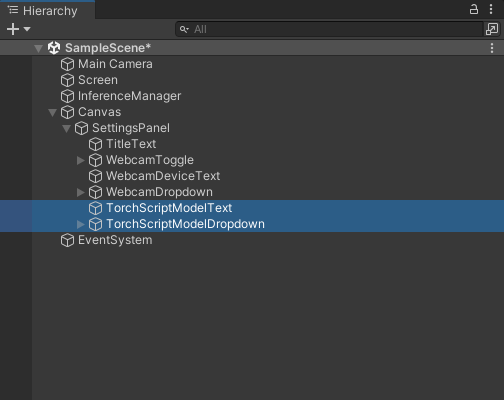 Hierarchy
All
SampleScene*
Main Camera
Screen
InferenceManager
Canvas
SettingsPanel
TitleText
WebcamToggle
WebcamDeviceText
WebcamDropdown
TorchScriptModelText
TorchScriptModelDropdown
EventSystem